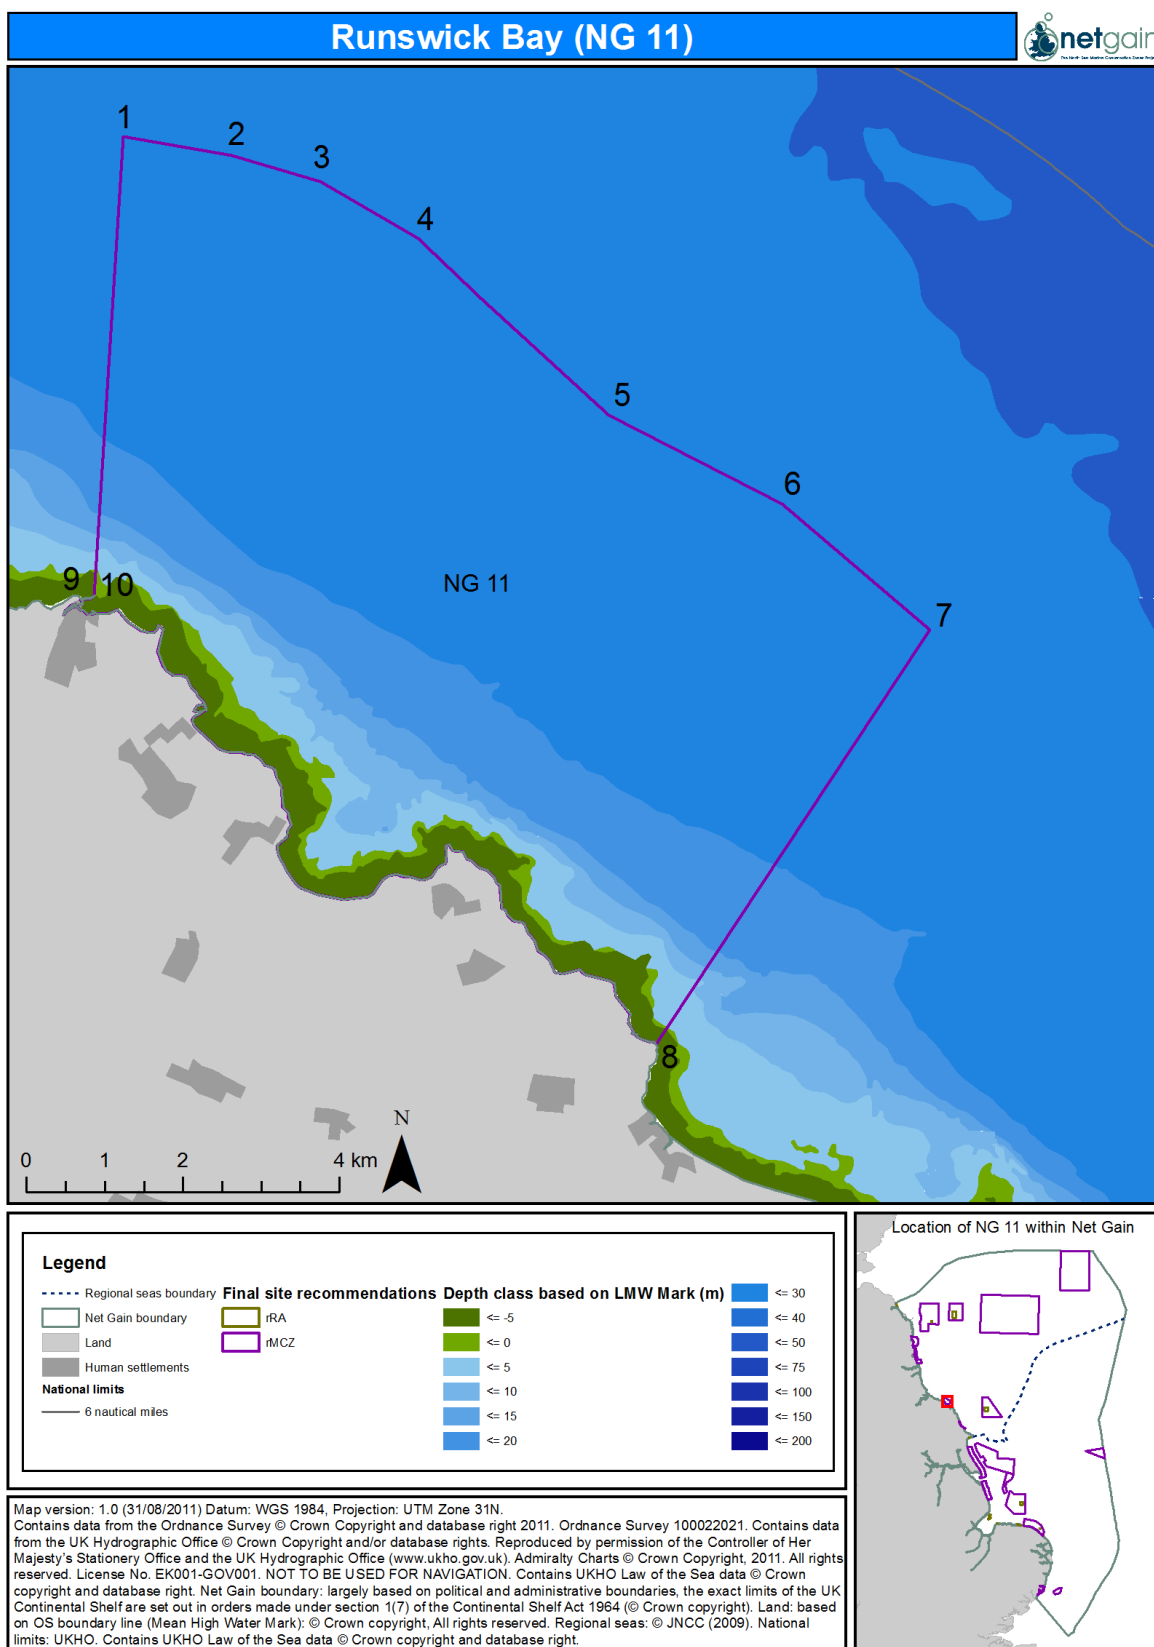 Runswick Bay (NG 11)
netgain
1
2
3
4
5
6
NG 11
9 10
7
8
N
0 1 2 4 km
Legend
Regional seas boundary
Net Gain boundary
Land
Human settlements
National limits
6 nautical miles
Final site recommendations
rRA
rMCZ
Depth class based on LMW Mark (m)
<= -5
<= 0
<= 5
<= 10
<= 15
<= 20
<= 30
<= 40
<= 50
<= 75
<= 100
<= 150
<= 200
Location of NG 11 within Net Gain
Map version: 1.0 (31/08/2011) Datum: WGS 1984, Projection: UTM Zone 31N.
Contains data from the Ordnance Survey © Crown Copyright and database right 2011. Ordnance Survey 100022021. Contains data
from the UK Hydrographic Office © Crown Copyright and/or database rights. Reproduced by permission of the Controller of Her
Majesty's Stationery Office and the UK Hydrographic Office (www.ukho.gov.uk). Admiralty Charts © Crown Copyright, 2011. All rights
reserved. License No. EK001-GOV001. NOT TO BE USED FOR NAVIGATION. Contains UKHO Law of the Sea data © Crown
copyright and database right. Net Gain boundary: largely based on political and administrative boundaries, the exact limits of the UK
Continental Shelf are set out in orders made under section 1(7) of the Continental Shelf Act 1964 (© Crown copyright). Land: based
on OS boundary line (Mean High Water Mark): © Crown copyright, All rights reserved. Regional seas: © JNCC (2009). National
limits: UKHO. Contains UKHO Law of the Sea data © Crown copyright and database right.